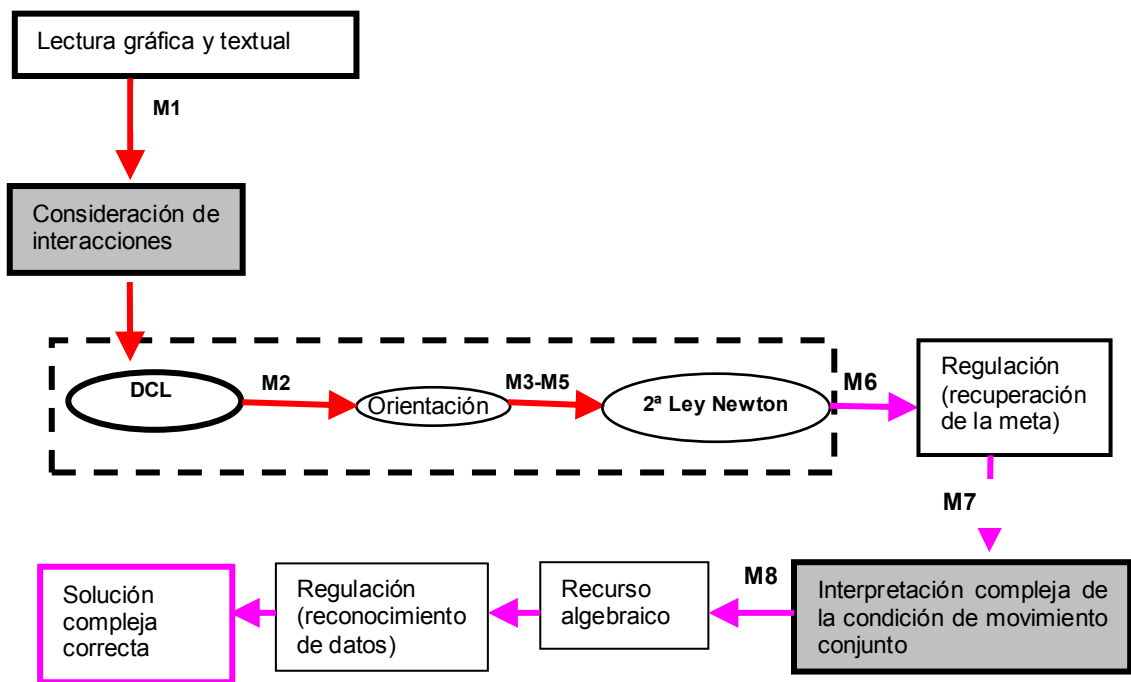 Lectura gráfica y textual
M1
Consideración de
interacciones
DCL
M2
Orientación
M3-M5
2ª Ley Newton
M6
Regulación
(recuperación
de la meta)
M7
Interpretación compleja de
la condición de movimiento
conjunto
M8
Recurso
algebraico
Regulación
(reconocimiento
de datos)
Solución
compleja
correcta